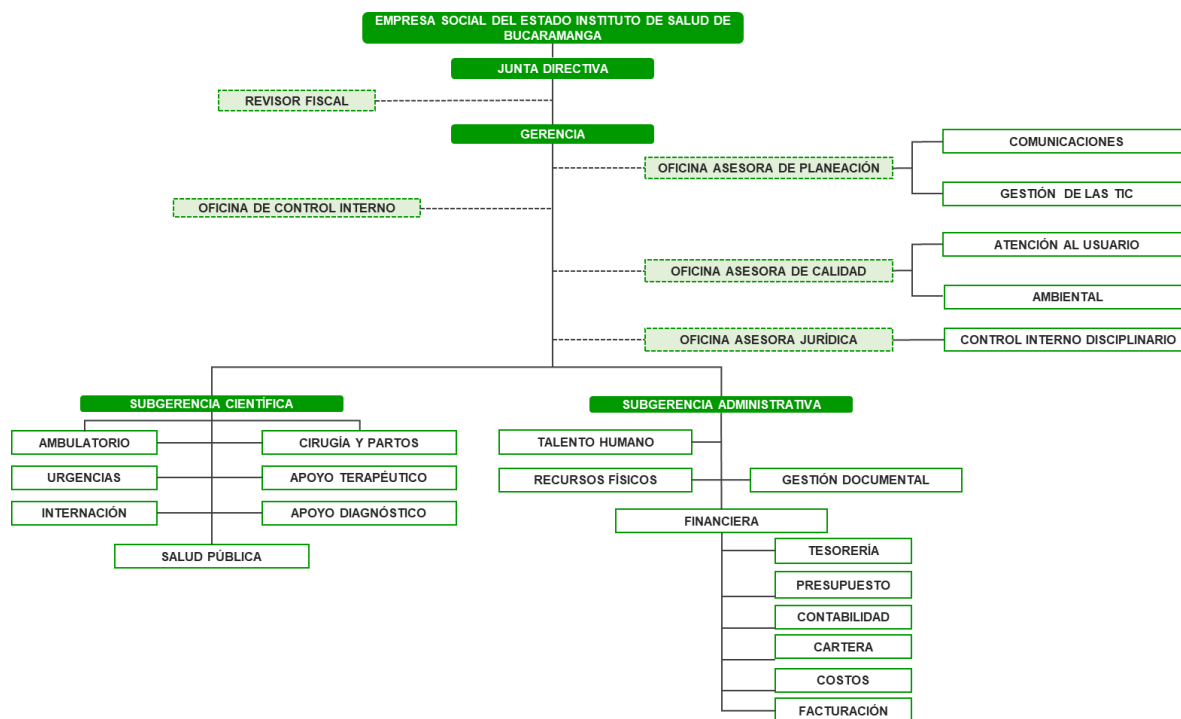 EMPRESA SOCIAL DEL ESTADO INSTITUTO DE SALUD DE
BUCARAMANGA
JUNTA DIRECTIVA
REVISOR FISCAL
GERENCIA
COMUNICACIONES
OFICINA ASESORA DE PLANEACIÓN
GESTIÓN DE LAS TIC
OFICINA DE CONTROL INTERNO
ATENCIÓN AL USUARIO
OFICINA ASESORA DE CALIDAD
AMBIENTAL
OFICINA ASESORA JURÍDICA
CONTROL INTERNO DISCIPLINARIO
SUBGERENCIA CIENTÍFICA
AMBULATORIO
CIRUGÍA Y PARTOS
URGENCIAS
APOYO TERAPÉUTICO
INTERNACIÓN
APOYO DIAGNÓSTICO
SALUD PÚBLICA
SUBGERENCIA ADMINISTRATIVA
TALENTO HUMANO
RECURSOS FÍSICOS
GESTIÓN DOCUMENTAL
FINANCIERA
TESORERÍA
PRESUPUESTO
CONTABILIDAD
CARTERA
COSTOS
FACTURACIÓN